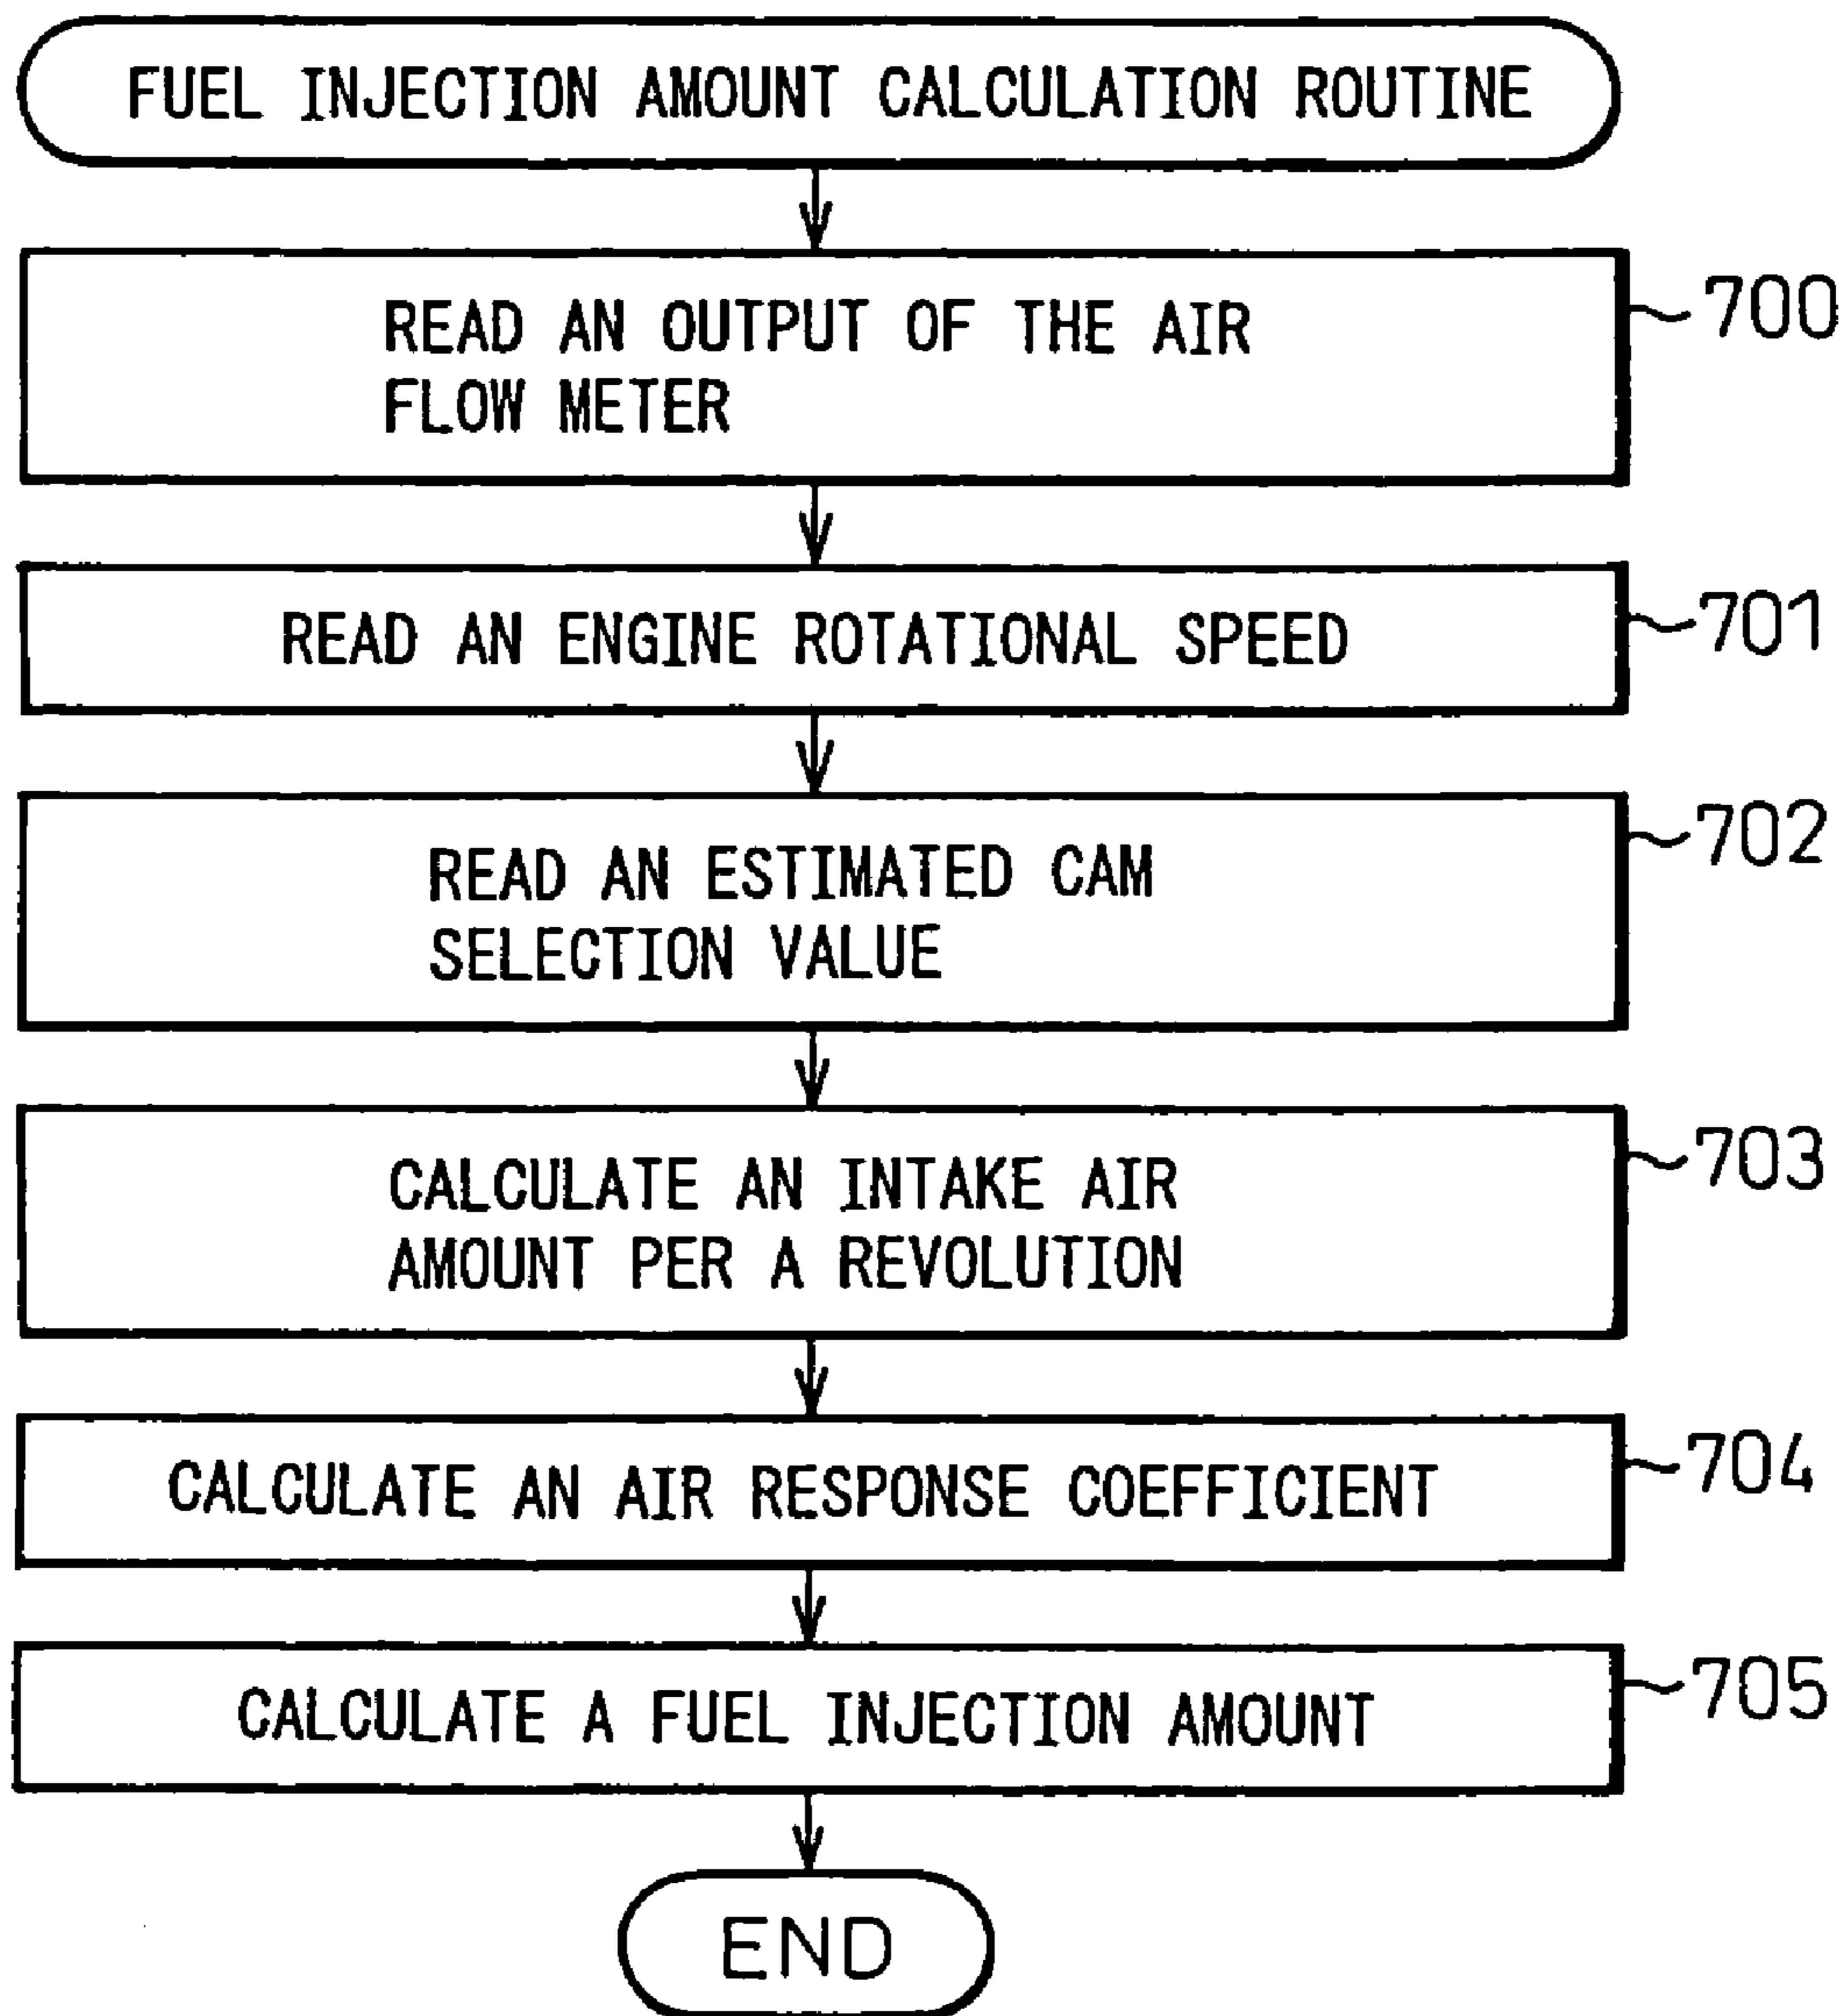 FUEL INJECTION AMOUNT CALCULATION ROUTINE
READ AN OUTPUT OF THE AIR
FLOW METER
700
READ AN ENGINE ROTATIONAL SPEED
701
READ AN ESTIMATED CAM
SELECTION VALUE
702
CALCULATE AN INTAKE AIR
AMOUNT PER A REVOLUTION
703
CALCULATE AN AIR RESPONSE COEFFICIENT
704
CALCULATE A FUEL INJECTION AMOUNT
705
END